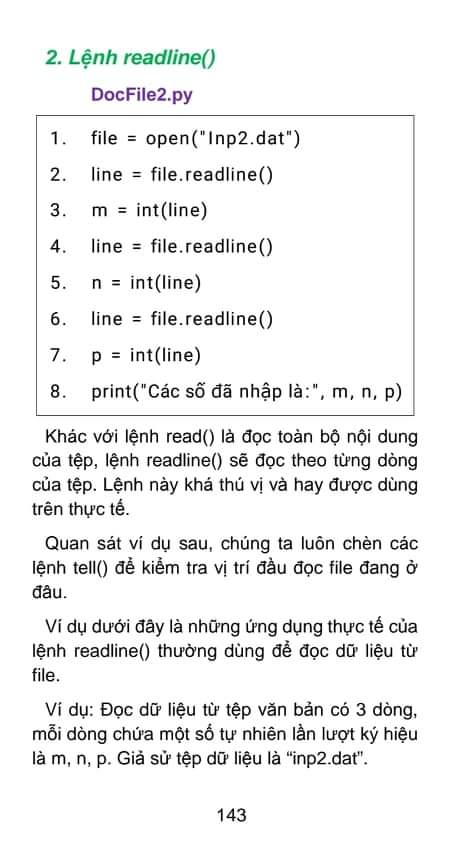 2. Lệnh readline()
DocFile2.py
1. file = open("Inp2.dat")
2. line = file.readline()
3. m = int(line)
4. line = file.readline()
5. n = int(line)
6. line = file.readline()
7. p = int(line)
8. print("Các số đã nhập là:", m, n, p)
Khác với lệnh read() là đọc toàn bộ nội dung
của tệp, lệnh readline() sẽ đọc theo từng dòng
của tệp. Lệnh này khá thú vị và hay được dùng
trên thực tế.
Quan sát ví dụ sau, chúng ta luôn chèn các
lệnh tell() để kiểm tra vị trí đầu đọc file đang ở
đâu.
Ví dụ dưới đây là những ứng dụng thực tế của
lệnh readline() thường dùng để đọc dữ liệu từ
file.
Ví dụ: Đọc dữ liệu từ tệp văn bản có 3 dòng,
mỗi dòng chứa một số tự nhiên lần lượt ký hiệu
là m, n, p. Giả sử tệp dữ liệu là “inp2.dat”.
143